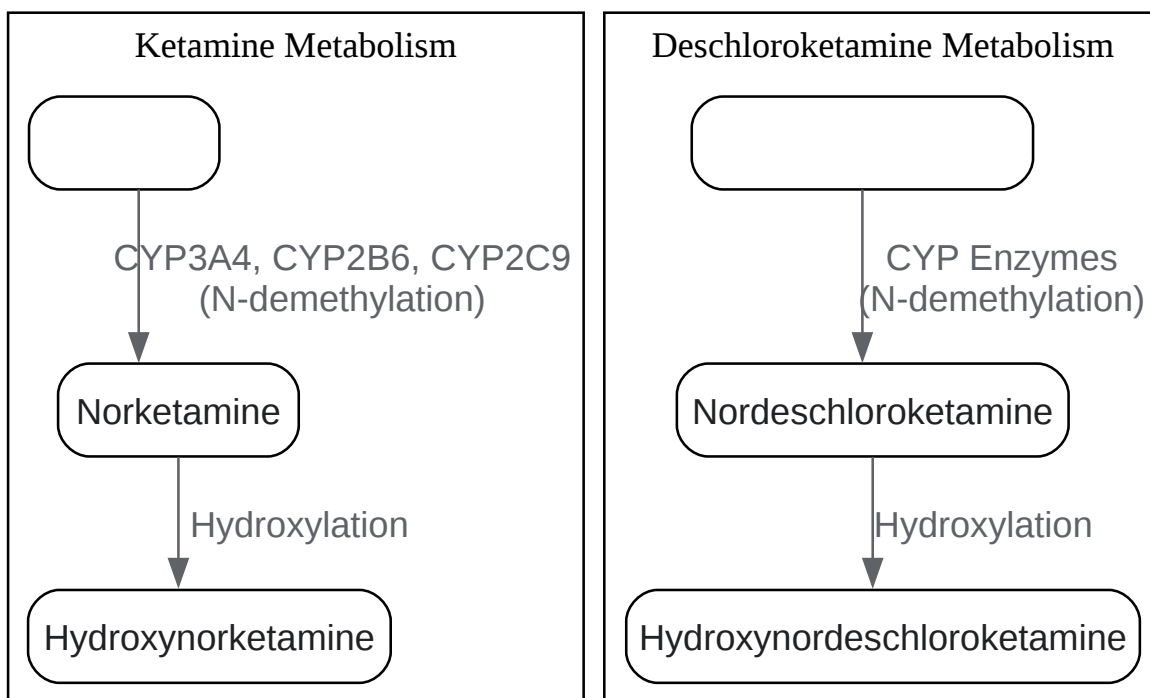 Ketamine Metabolism
CYP3A4, CYP2B6, CYP2C9
(N-demethylation)
Norketamine
Hydroxylation
Hydroxynorketamine
Deschloroketamine Metabolism
CYP Enzymes
(N-demethylation)
Nordeschloroketamine
Hydroxylation
Hydroxynordeschloroketamine